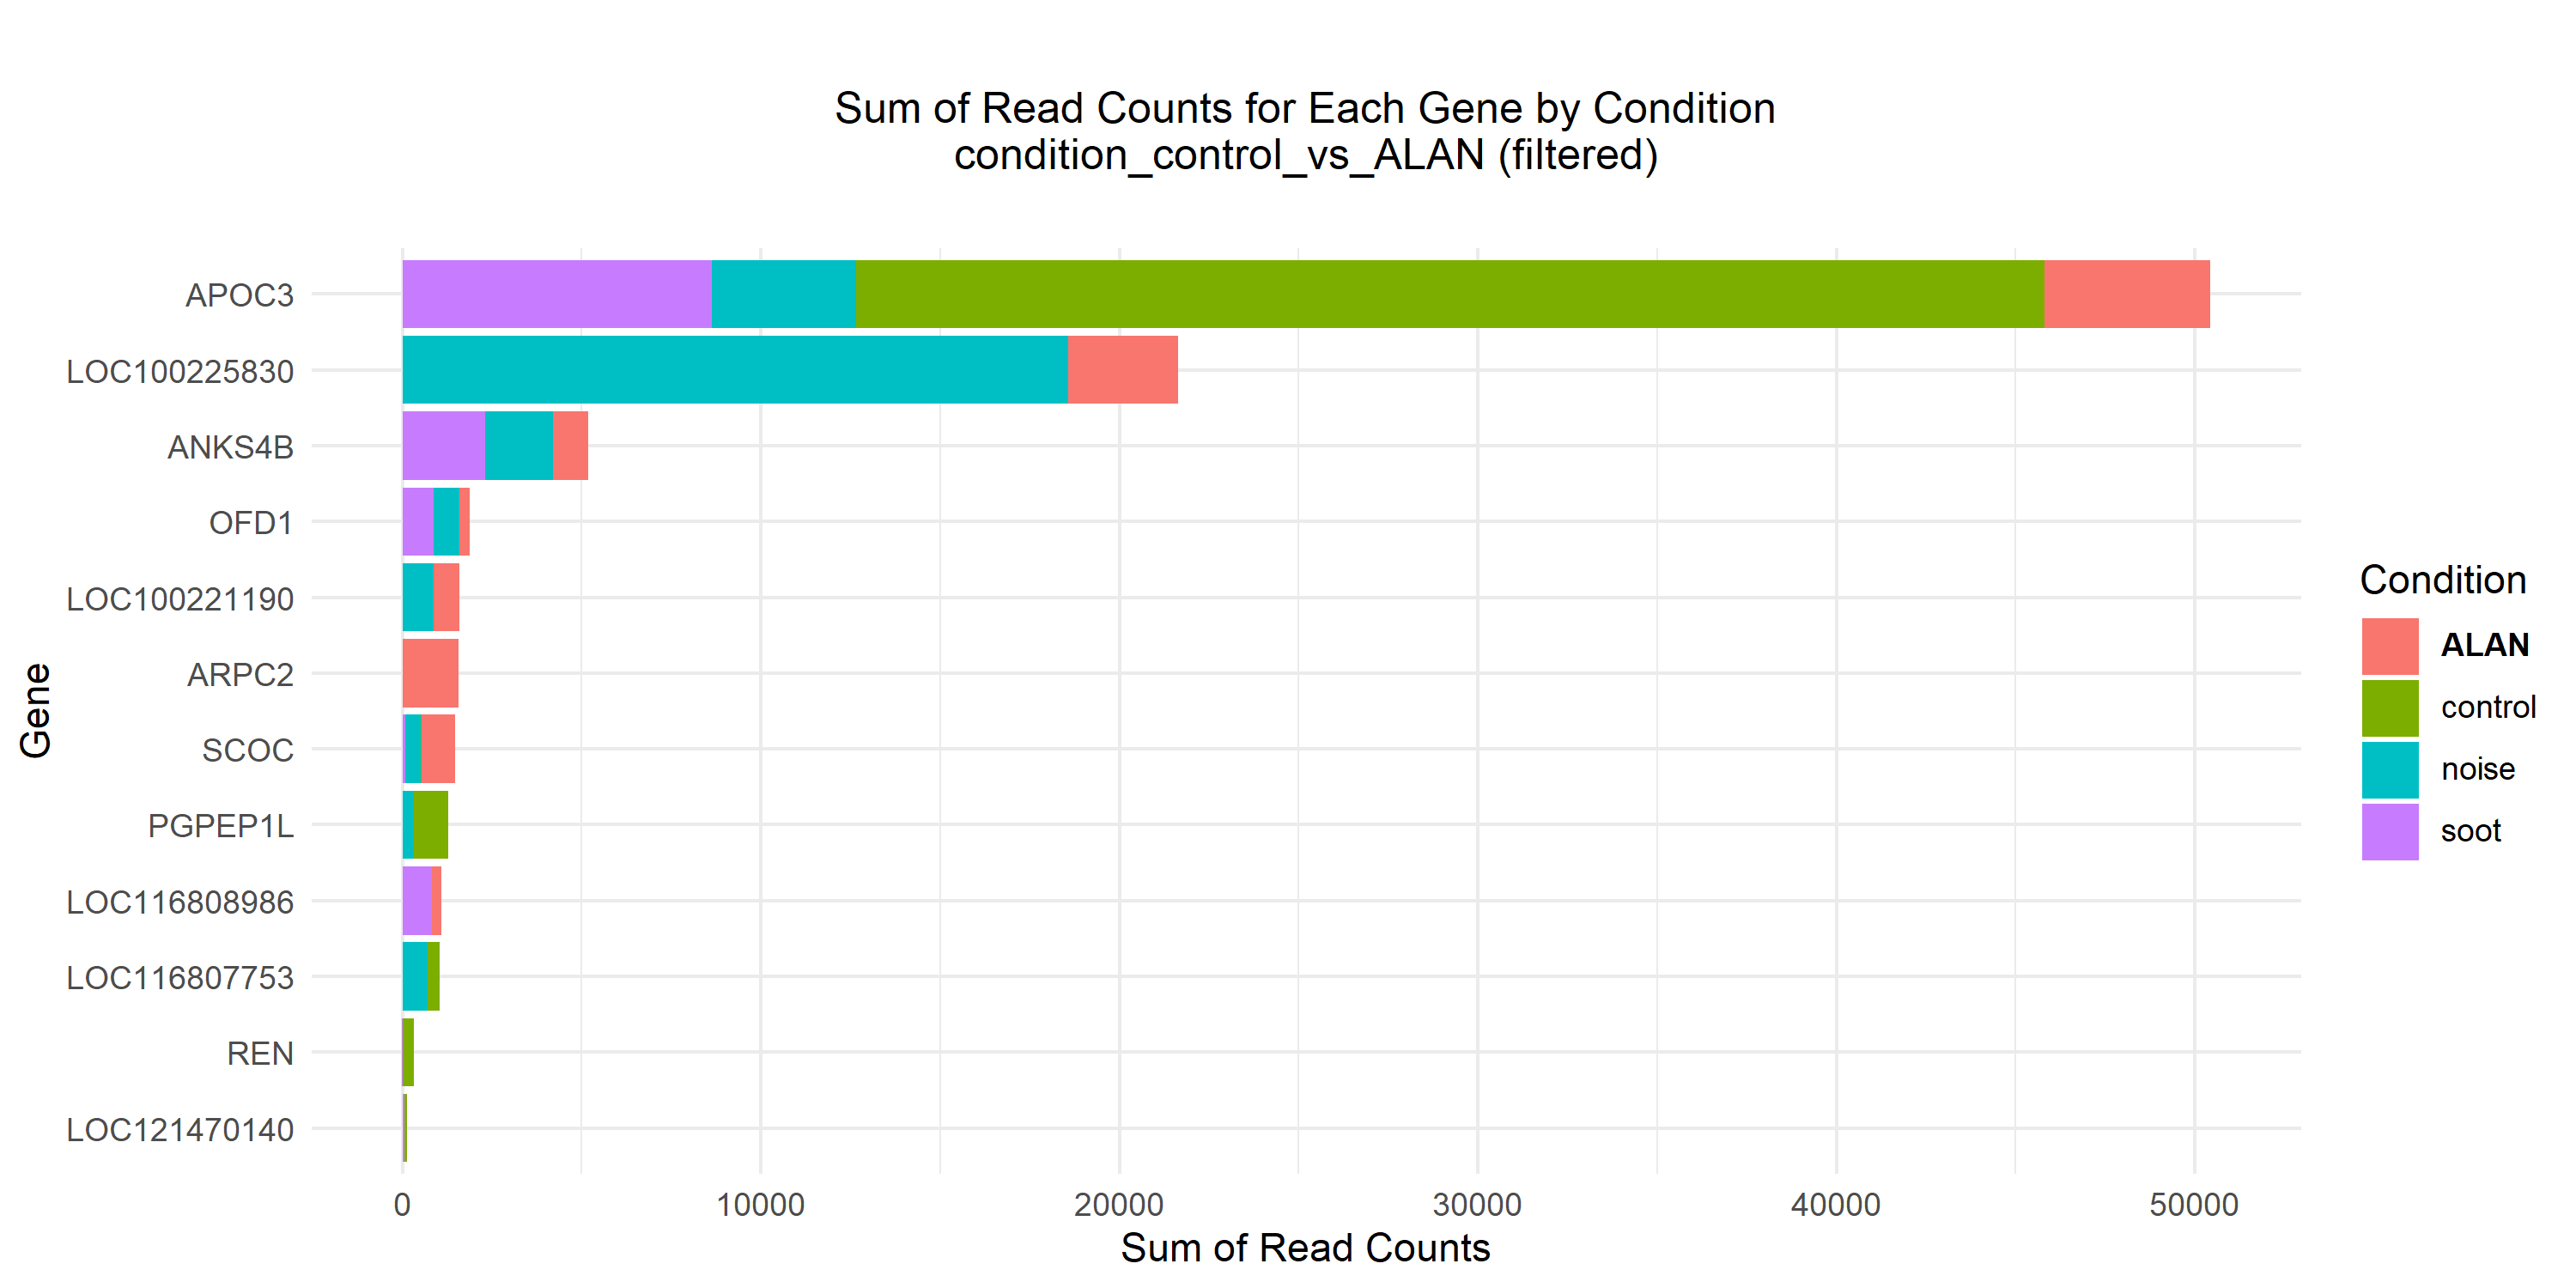 Sum of Read Counts for Each Gene by Condition
condition_control_vs_ALAN (filtered)
Gene
APOC3
LOC100225830
ANKS4B
OFD1
LOC100221190
ARPC2
SCOC
PGPEP1L
LOC116808986
LOC116807753
REN
LOC121470140
0 10000 20000 30000 40000 50000
Sum of Read Counts
Condition
ALAN
control
noise
soot